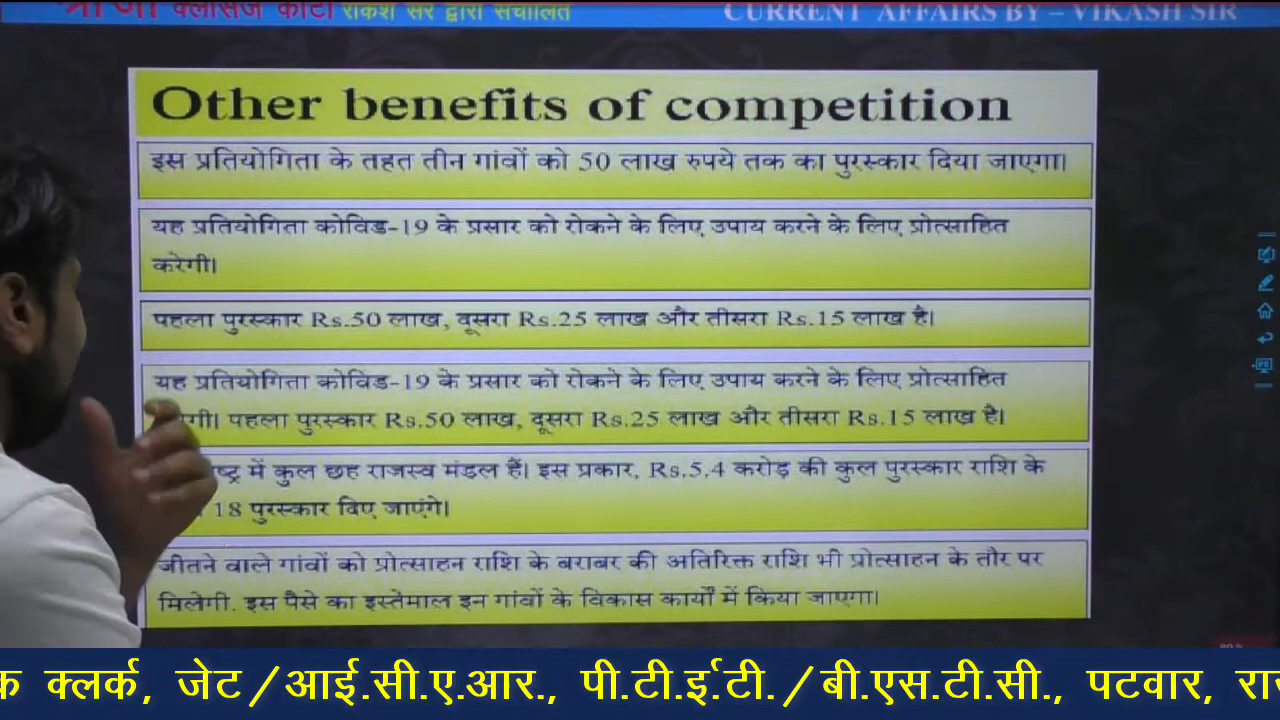 श्रीजी क्लासेज कोटा राकेश सर द्वारा संचालित CURRENT AFFAIRS BY – VIKASH SIR
Other benefits of competition
इस प्रतियोगिता के तहत तीन गांवों को 50 लाख रुपये तक का पुरस्कार दिया जाएगा।
यह प्रतियोगिता कोविड-19 के प्रसार को रोकने के लिए उपाय करने के लिए प्रोत्साहित
करेगी।
पहला पुरस्कार Rs.50 लाख, दूसरा Rs.25 लाख और तीसरा Rs.15 लाख है।
यह प्रतियोगिता कोविड-19 के प्रसार को रोकने के लिए उपाय करने के लिए प्रोत्साहित
पहला पुरस्कार Rs.50 लाख, दूसरा Rs.25 लाख और तीसरा Rs.15 लाख है।
में कुल छह राजस्व मंडल हैं। इस प्रकार, Rs.5.4 करोड़ की कुल पुरस्कार राशि के
18 पुरस्कार दिए जाएंगे।
जीतने वाले गांवों को प्रोत्साहन राशि के बराबर की अतिरिक्त राशि भी प्रोत्साहन के तौर पर
मिलेगी. इस पैसे का इस्तेमाल इन गांवों के विकास कार्यों में किया जाएगा।
क क्लर्क, जेट/आई.सी.ए.आर., पी.टी.ई.टी./बी.एस.टी.सी., पटवार, रा